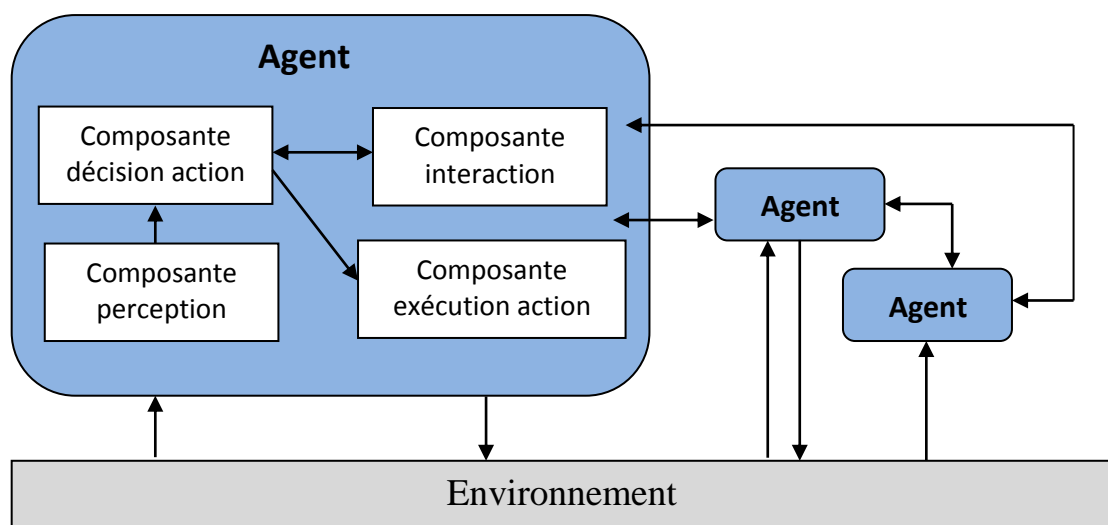 Agent
Composante
décision action
Composante
interaction
Composante
perception
Composante
exécution action
Agent
Agent
Environnement